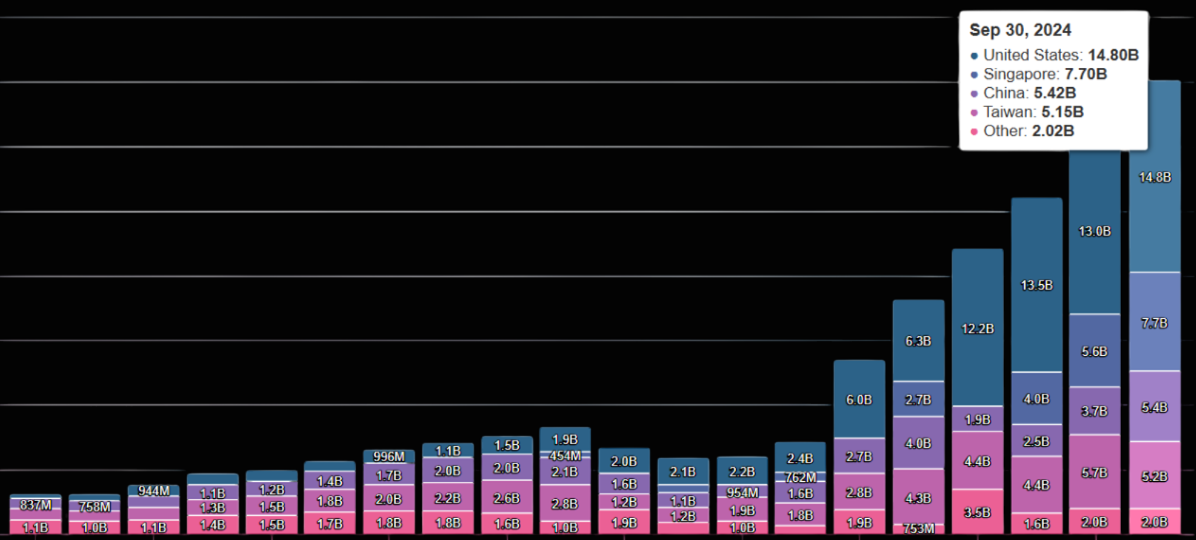 Sep 30, 2024
United States: 14.80B
Singapore: 7.70B
China: 5.42B
Taiwan: 5.15B
Other: 2.02B
837M
1.1B
758M
1.0B
944M
1.1B
1.1B
1.3B
1.4B
1.2B
1.5B
1.5B
1.4B
1.8B
1.7B
996M
1.7B
2.0B
1.8B
1.1B
2.0B
2.2B
1.8B
1.5B
2.0B
2.6B
1.6B
1.9B
454M
2.1B
2.8B
1.0B
2.0B
1.6B
1.2B
1.9B
2.1B
1.1B
1.2B
2.2B
954M
1.9B
1.0B
2.4B
762M
1.6B
1.8B
6.0B
2.7B
2.8B
1.9B
6.3B
2.7B
4.0B
4.3B
753M
12.2B
1.9B
4.4B
3.5B
13.5B
4.0B
2.5B
4.4B
1.6B
13.0B
5.6B
3.7B
5.7B
2.0B
14.8B
7.7B
5.4B
5.2B
2.0B